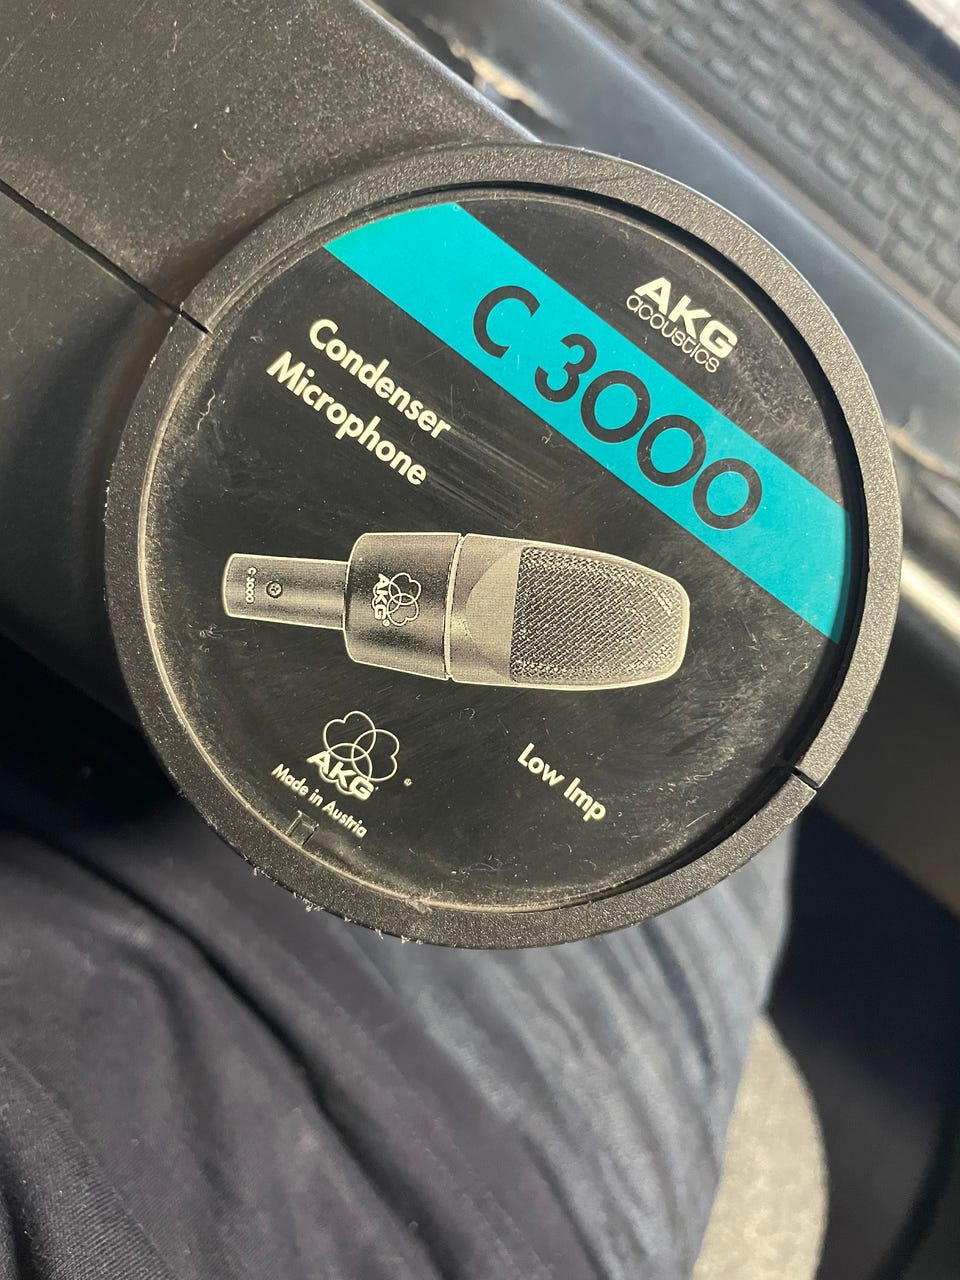 AKG
acoustics
C 3000
Condenser
Microphone
C 3000
AKG
Low Imp
AKG
Made in Austria